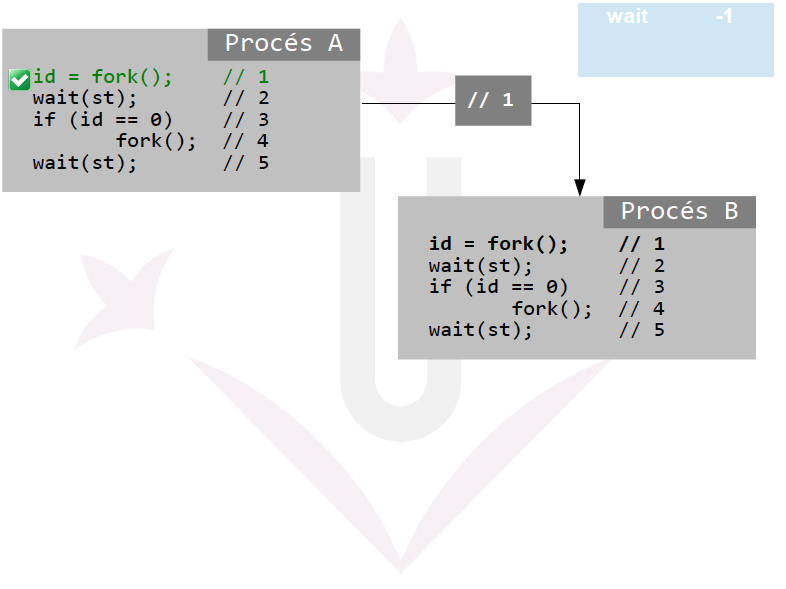 wait -1
Procés A
id = fork(); // 1
wait(st); // 2
if (id == 0) // 3
fork(); // 4
wait(st); // 5
// 1
Procés B
id = fork(); // 1
wait(st); // 2
if (id == 0) // 3
fork(); // 4
wait(st); // 5